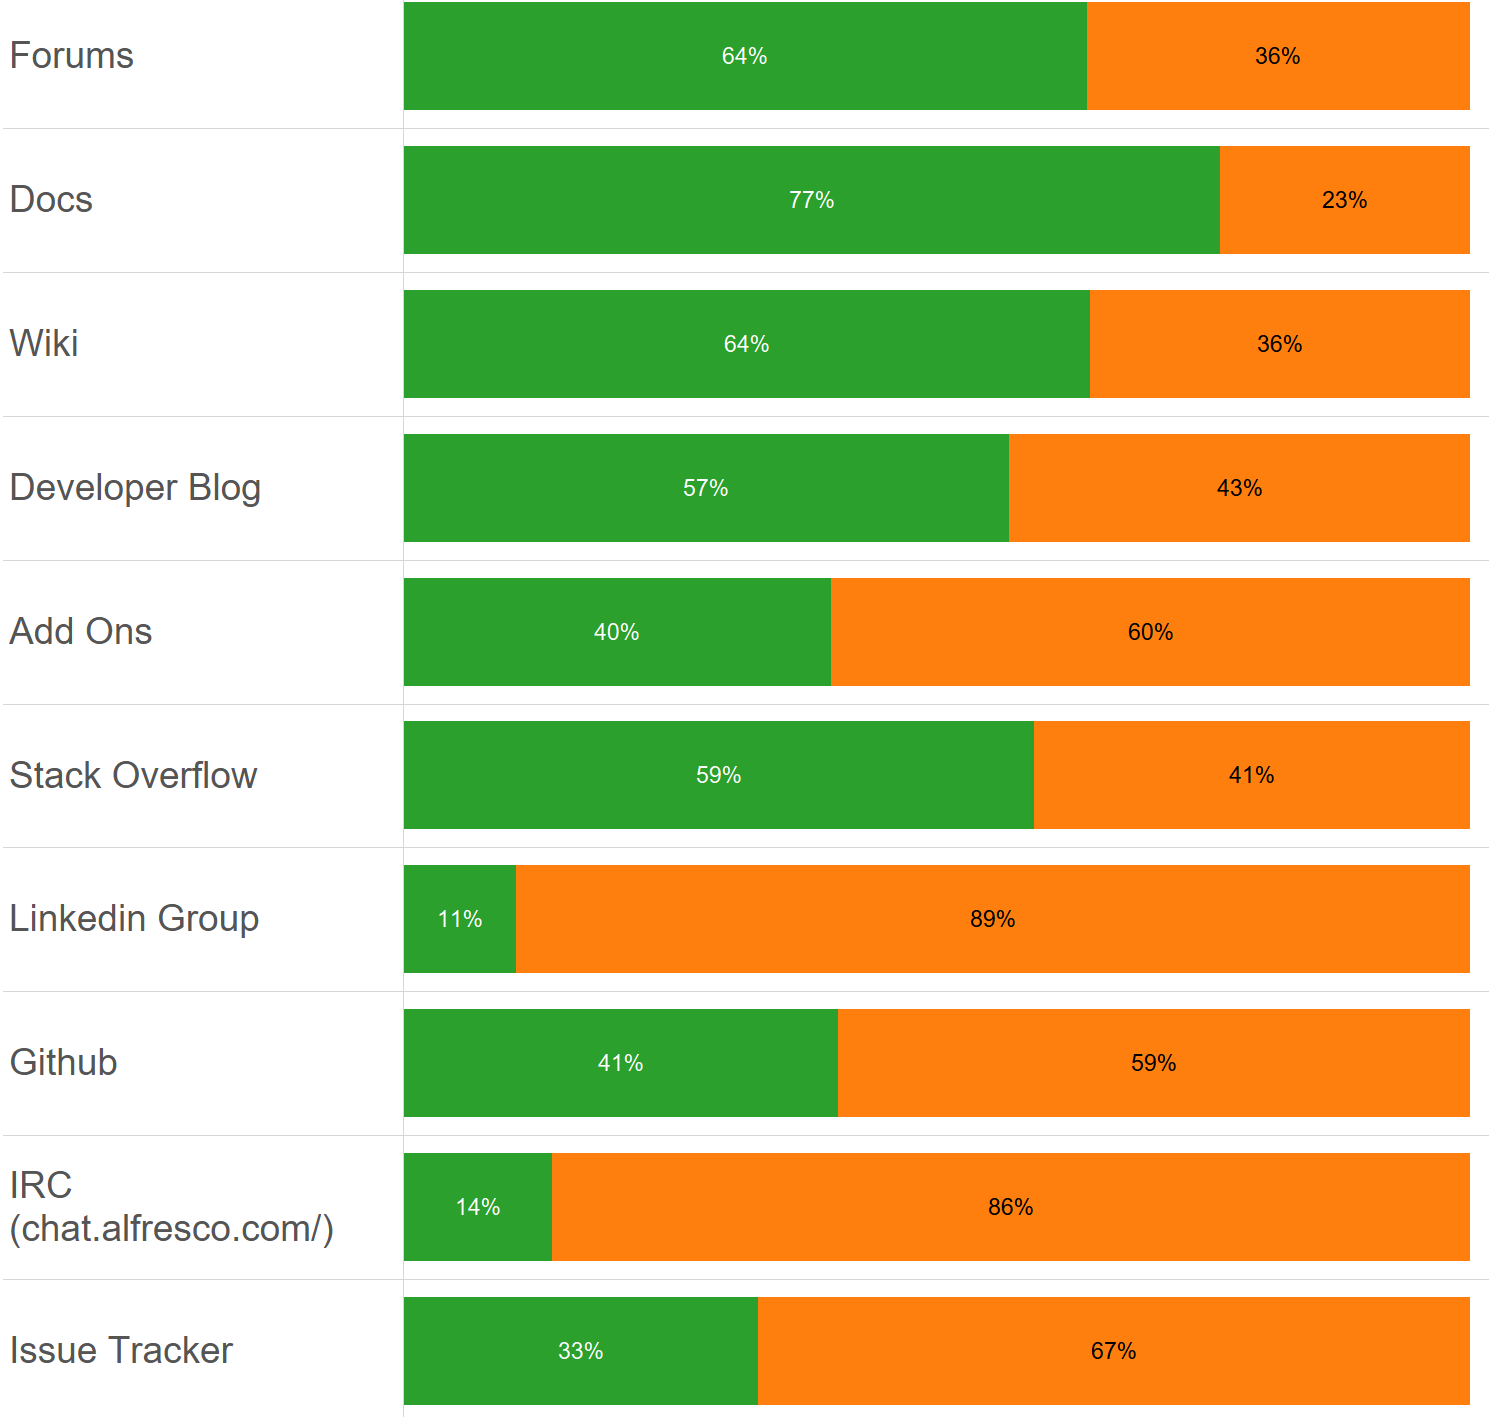 Forums 64% 36%
Docs 77% 23%
Wiki 64% 36%
Developer Blog 57% 43%
Add Ons 40% 60%
Stack Overflow 59% 41%
Linkedin Group 11% 89%
Github 41% 59%
IRC
(chat.alfresco.com/) 14% 86%
Issue Tracker 33% 67%